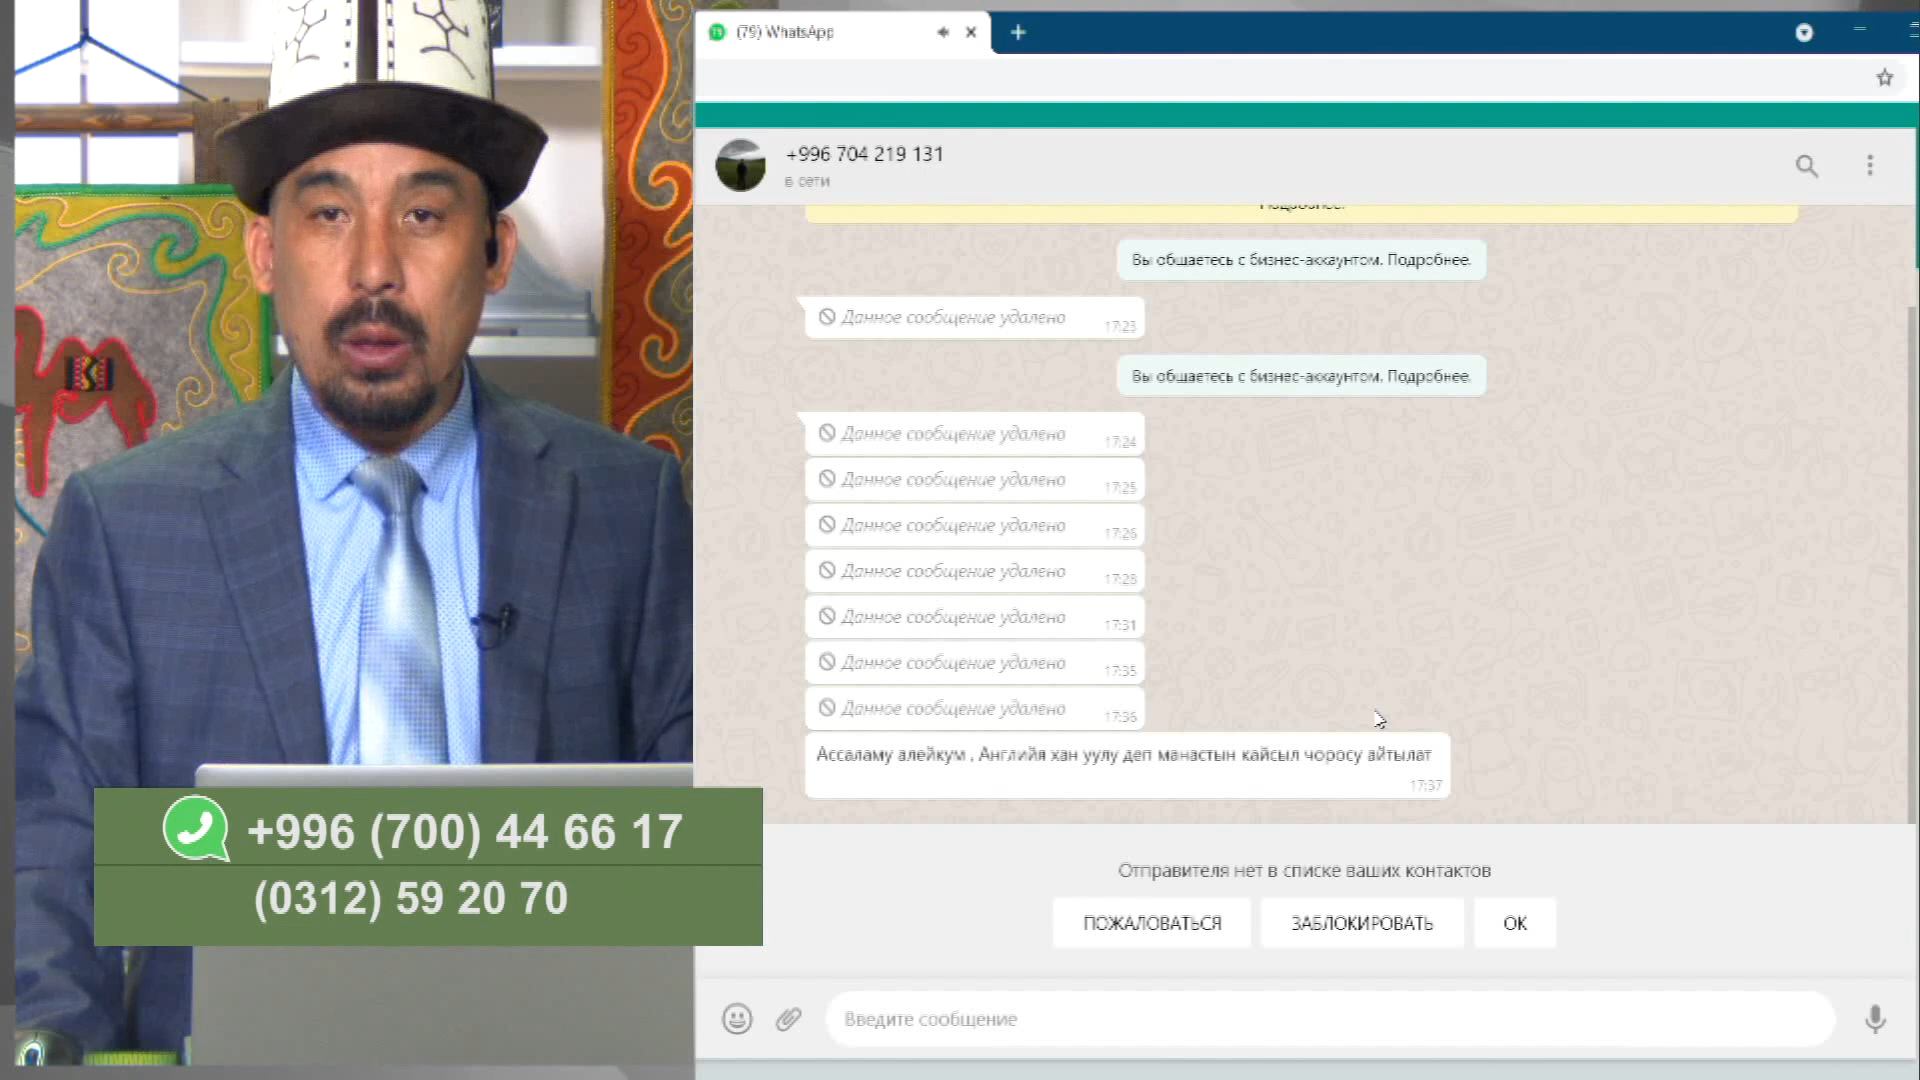 (79) WhatsApp
+996 704 219 131
в сети
Подробнее.
Вы общаетесь с бизнес-аккаунтом. Подробнее.
Данное сообщение удалено 17:23
Вы общаетесь с бизнес-аккаунтом. Подробнее.
Данное сообщение удалено 17:24
Данное сообщение удалено 17:25
Данное сообщение удалено 17:26
Данное сообщение удалено 17:28
Данное сообщение удалено 17:31
Данное сообщение удалено 17:35
Данное сообщение удалено 17:36
Ассаламу алейкум , Английя хан уулу деп манастын кайсыл чоросу айтылат
17:37
Отправителя нет в списке ваших контактов
ПОЖАЛОВАТЬСЯ ЗАБЛОКИРОВАТЬ ОК
Введите сообщение
+996 (700) 44 66 17
(0312) 59 20 70